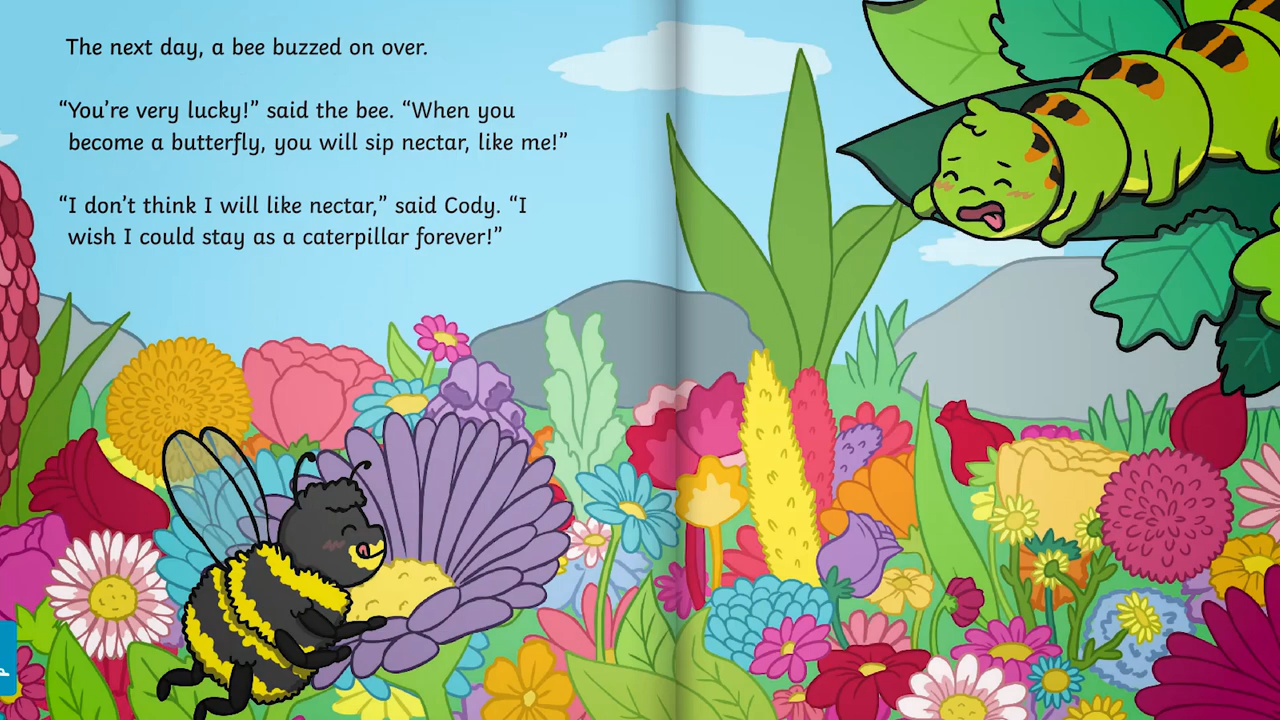 The next day, a bee buzzed on over.
“You’re very lucky!” said the bee. “When you
become a butterfly, you will sip nectar, like me!”
“I don’t think I will like nectar,” said Cody. “I
wish I could stay as a caterpillar forever!”